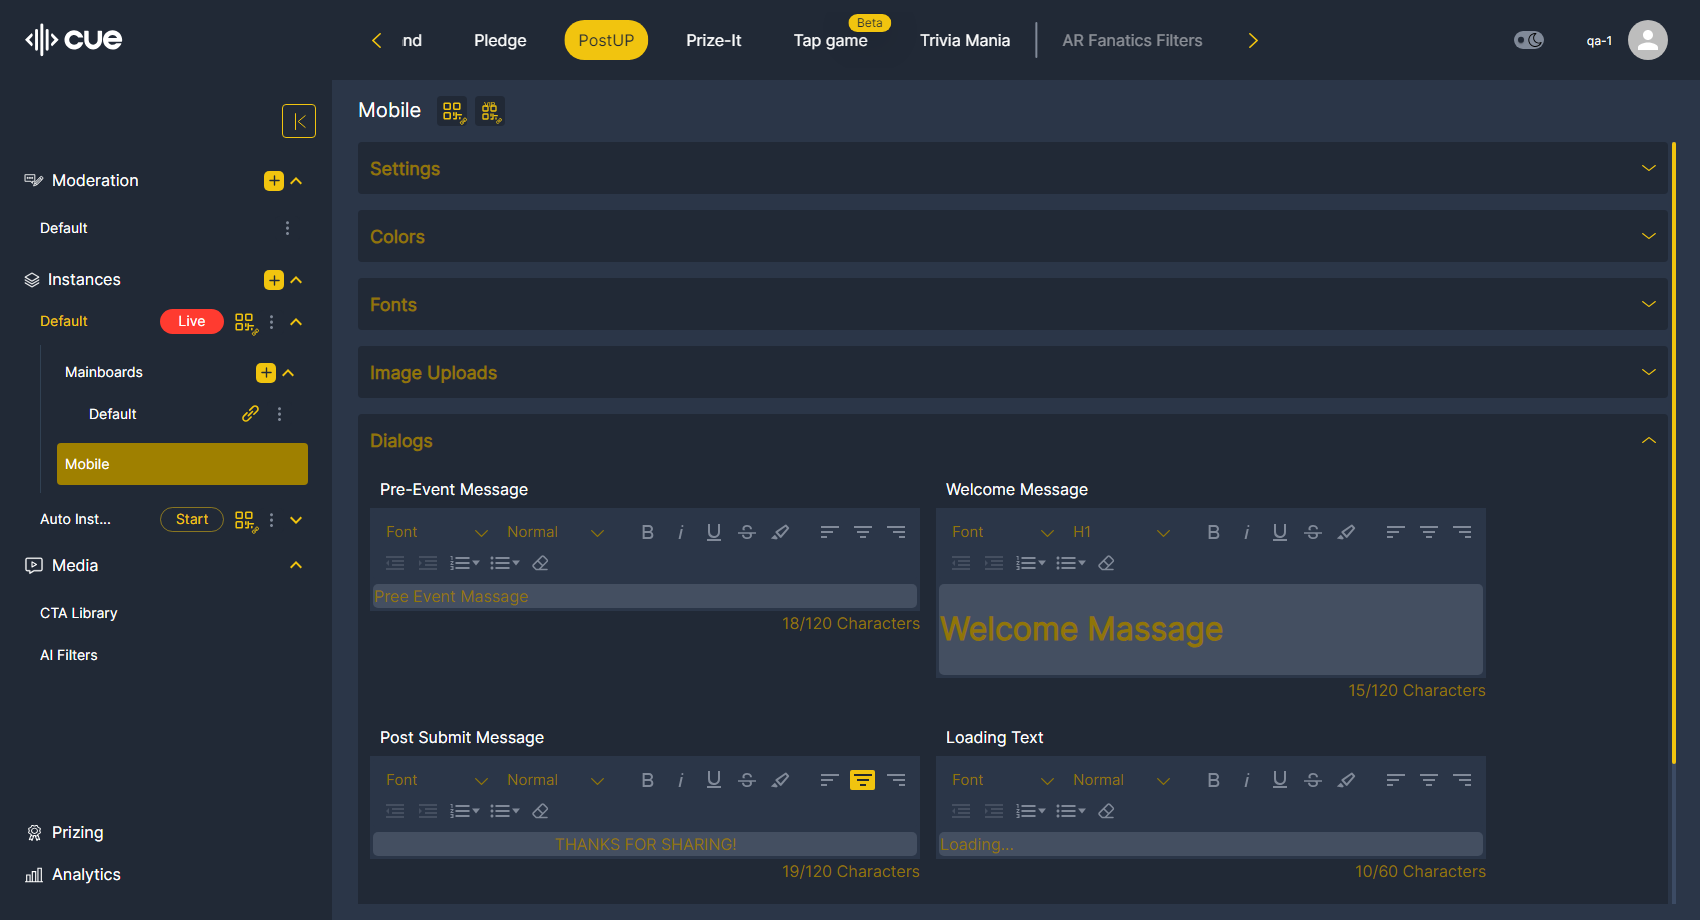 cue
nd
Pledge
PostUP
Prize-It
Tap game
Beta
Trivia Mania
AR Fanatics Filters
qa-1
Moderation
Default
Instances
Default
Live
Mainboards
Default
Mobile
Auto Inst...
Start
Media
CTA Library
AI Filters
Prizing
Analytics
Mobile
VIP
Settings
Colors
Fonts
Image Uploads
Dialogs
Pre-Event Message
Font
Normal
B
i
U
S
Pree Event Massage
18/120 Characters
Welcome Message
Font
H1
B
i
U
S
Welcome Massage
15/120 Characters
Post Submit Message
Font
Normal
B
i
U
S
THANKS FOR SHARING!
19/120 Characters
Loading Text
Font
Normal
B
i
U
S
Loading...
10/60 Characters